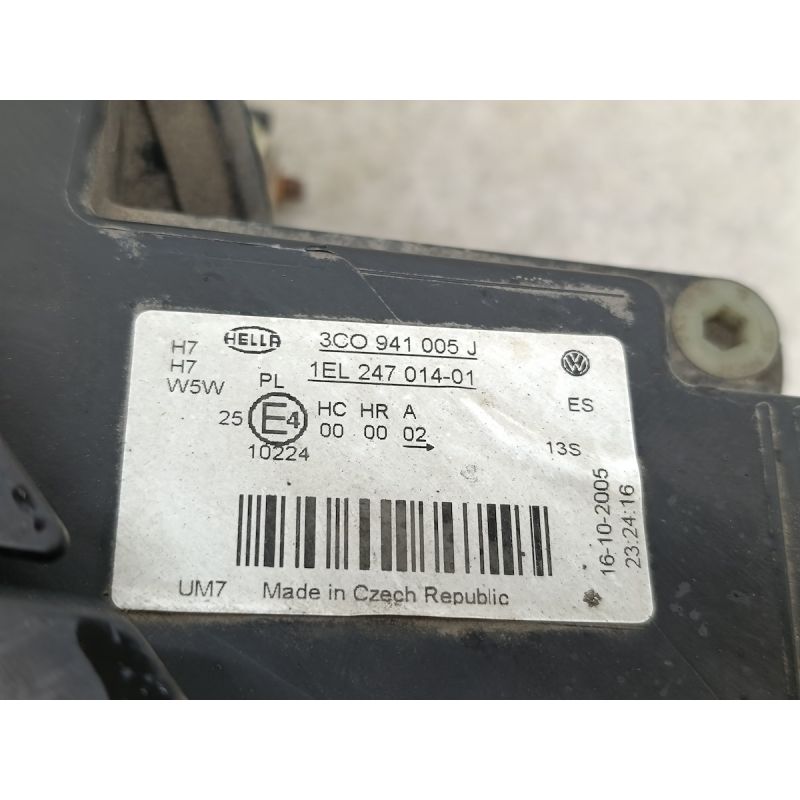 H7
H7
W5W
HELLA
3CO 941 005 J
1EL 247 014-01
PL
25
E4
10224
HC HR A
00 00 02
ES
13S
16-10-2005
23:24:16
UM7
Made in Czech Republic